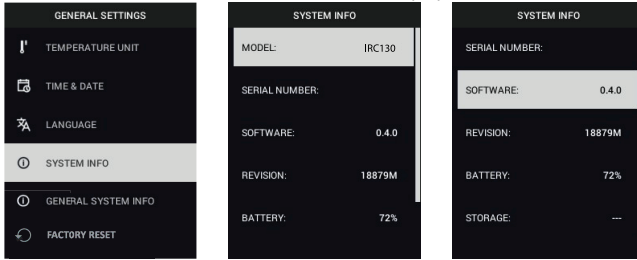 GENERAL SETTINGS
TEMPERATURE UNIT
TIME & DATE
LANGUAGE
SYSTEM INFO
GENERAL SYSTEM INFO
FACTORY RESET
SYSTEM INFO
MODEL: IRC130
SERIAL NUMBER:
SOFTWARE: 0.4.0
REVISION: 18879M
BATTERY: 72%
SYSTEM INFO
SERIAL NUMBER:
SOFTWARE: 0.4.0
REVISION: 18879M
BATTERY: 72%
STORAGE: ---